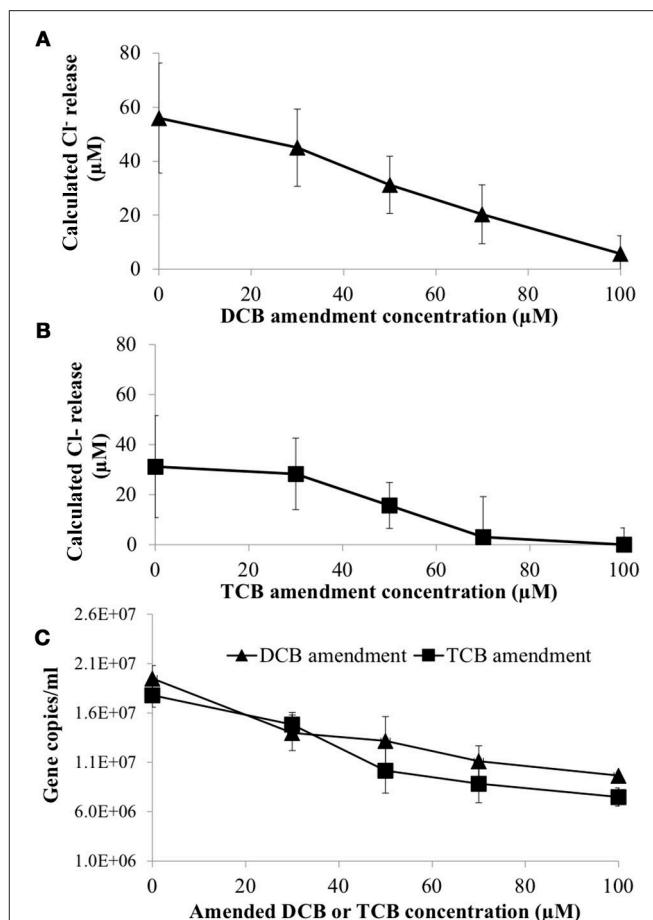 A
Calculated Cl⁻ release
(µM)
80
60
40
20
0
0 20 40 60 80 100
DCB amendment concentration (µM)
B
Calculated Cl- release
(µM)
80
60
40
20
0
0 20 40 60 80 100
TCB amendment concentration (µM)
C
Gene copies/ml
2.6E+07
2.1E+07
1.6E+07
1.1E+07
6.0E+06
1.0E+06
DCB amendment TCB amendment
0 20 40 60 80 100
Amended DCB or TCB concentration (µM)